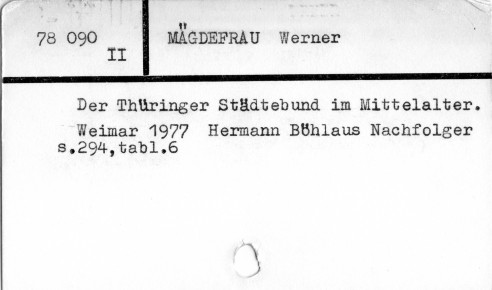 78 090
II
MÄGDEFRAU Werner
Der Thüringer Städtebund im Mittelalter.
Weimar 1977 Hermann Böhlaus Nachfolger
s.294,tabl.6